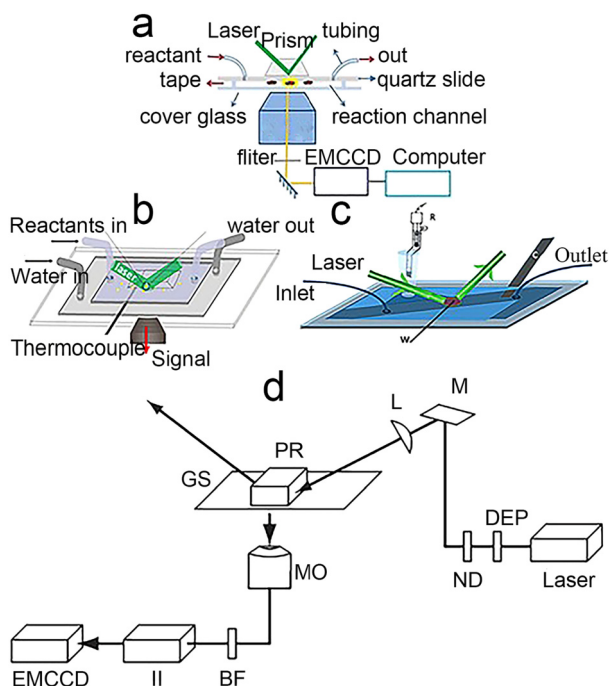 a
Laser
Prism
tubing
reactant
out
tape
quartz slide
cover glass
reaction channel
fliter
EMCCD
Computer
b
Reactants in
water out
Water in
later
Thermocouple
Signal
c
R
Laser
C
Outlet
Inlet
W
d
L
M
PR
GS
DEP
MO
ND
Laser
EMCCD
II
BF